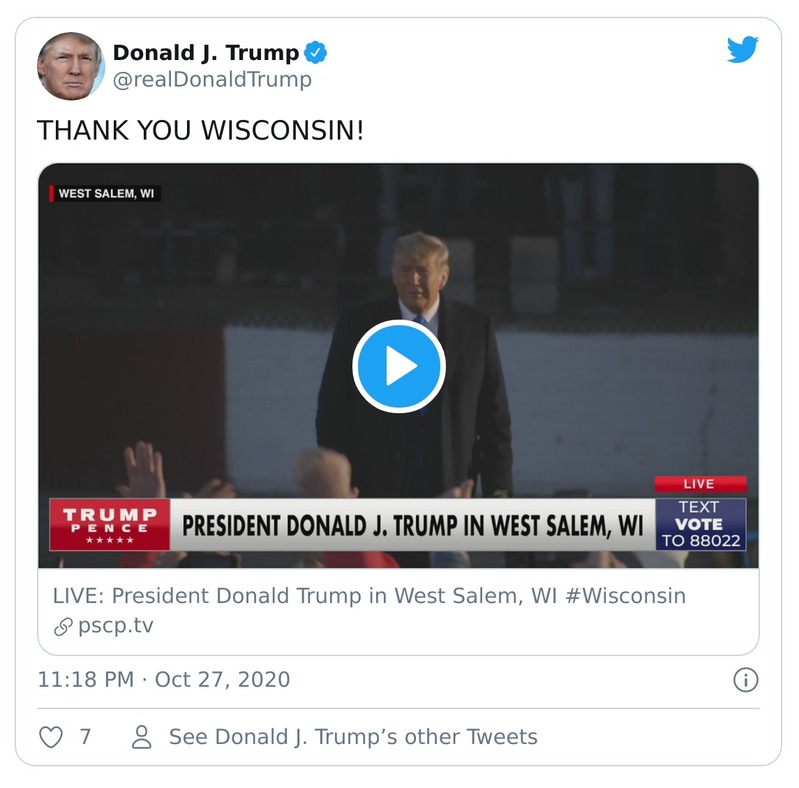 Donald J. Trump
@realDonaldTrump
THANK YOU WISCONSIN!
WEST SALEM, WI
LIVE
TRUMP
PENCE
PRESIDENT DONALD J. TRUMP IN WEST SALEM, WI
TEXT
VOTE
TO 88022
LIVE: President Donald Trump in West Salem, WI #Wisconsin
pscp.tv
11:18 PM · Oct 27, 2020
7
See Donald J. Trump’s other Tweets